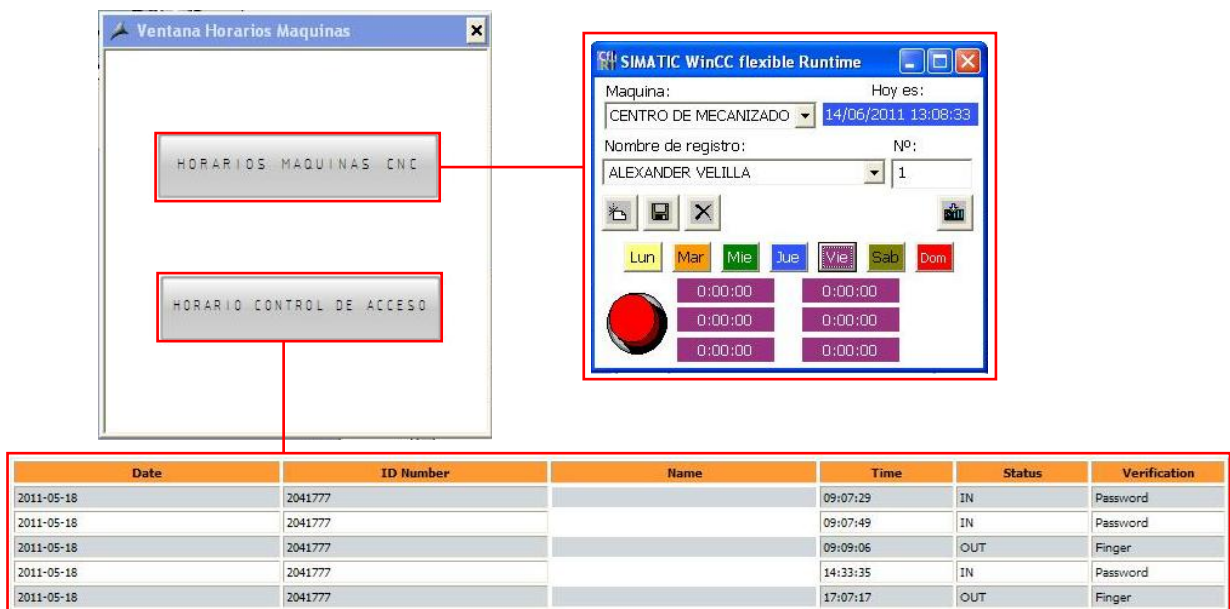 Ventana Horarios Maquinas
HORARIOS MAQUINAS CNC
HORARIO CONTROL DE ACCESO
SIMATIC WinCC flexible Runtime
Maquina: Hoy es:
CENTRO DE MECANIZADO 14/06/2011 13:08:33
Nombre de registro: Nº:
ALEXANDER VELILLA 1
Lun Mar Mie Jue Vie Sab Dom
0:00:00 0:00:00
0:00:00 0:00:00
0:00:00 0:00:00
Date ID Number Name Time Status Verification
2011-05-18 2041777 09:07:29 IN Password
2011-05-18 2041777 09:07:49 IN Password
2011-05-18 2041777 09:09:06 OUT Finger
2011-05-18 2041777 14:33:35 IN Password
2011-05-18 2041777 17:07:17 OUT Finger